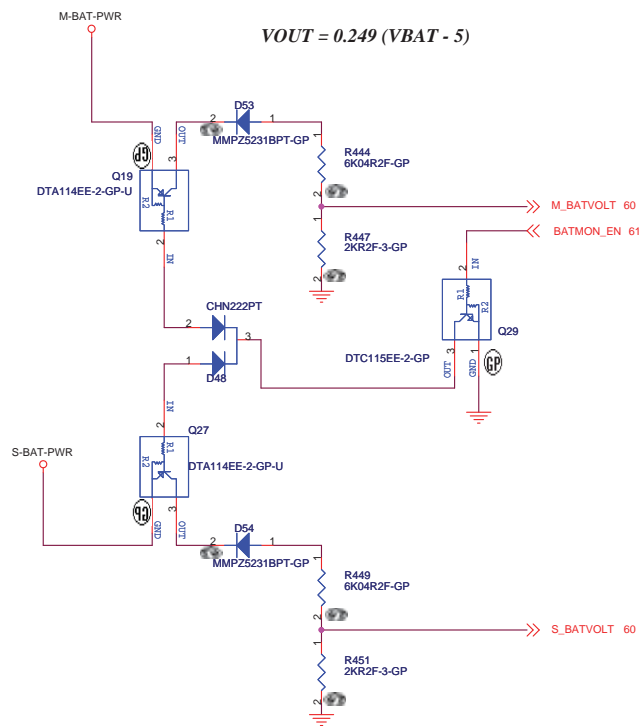 M-BAT-PWR
VOUT = 0.249 (VBAT - 5)
D53
2
1
MMPZ5231BPT-GP
GND
OUT
1
3
GP
Q19
DTA114EE-2-GP-U
R2
R1
2
IN
1
R444
6K04R2F-GP
2
M_BATVOLT 60
1
R447
2KR2F-3-GP
2
BATMON_EN 61
2
IN
R1
R2
Q29
DTC115EE-2-GP
3
1
OUT
GND
GP
CHN222PT
2
3
1
D48
IN
2
Q27
R1
R2
DTA114EE-2-GP-U
S-BAT-PWR
GP
1
3
GND
OUT
D54
2
1
MMPZ5231BPT-GP
1
R449
6K04R2F-GP
2
S_BATVOLT 60
1
R451
2KR2F-3-GP
2